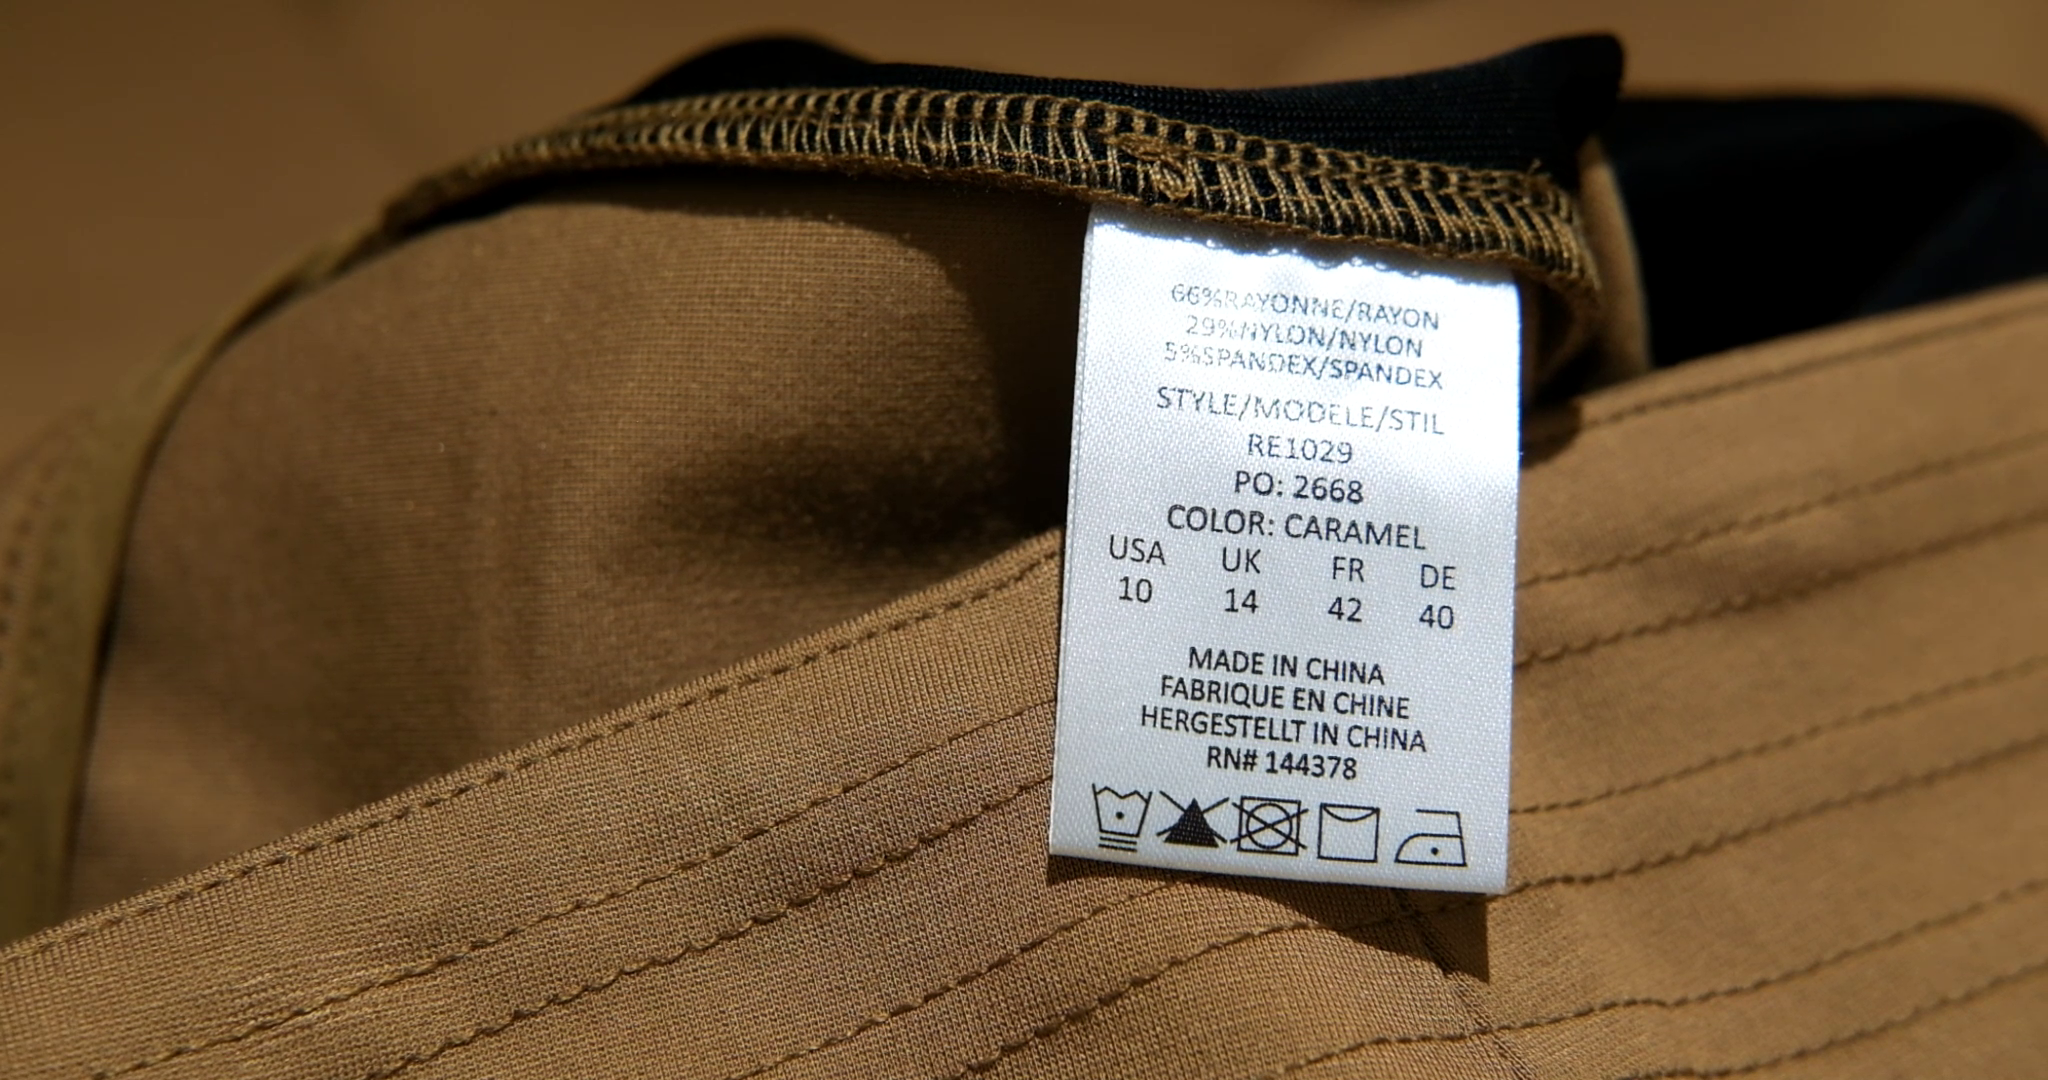 66%RAYONNE/RAYON
29%NYLON/NYLON
5%SPANDEX/SPANDEX
STYLE/MODELE/STIL
RE1029
PO: 2668
COLOR: CARAMEL
USA UK FR DE
10 14 42 40
MADE IN CHINA
FABRIQUE EN CHINE
HERGESTELLT IN CHINA
RN# 144378